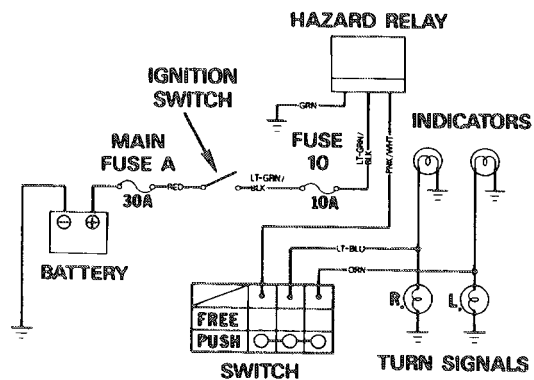 HAZARD RELAY
IGNITION
SWITCH
GRN
INDICATORS
MAIN
FUSE A
FUSE
10
LT-GRN/
BLK
PNK/WHT
RED
LT-GRN/
BLK
30A
10A
BATTERY
LT-BLU
ORN
R.
L.
FREE
PUSH
SWITCH
TURN SIGNALS